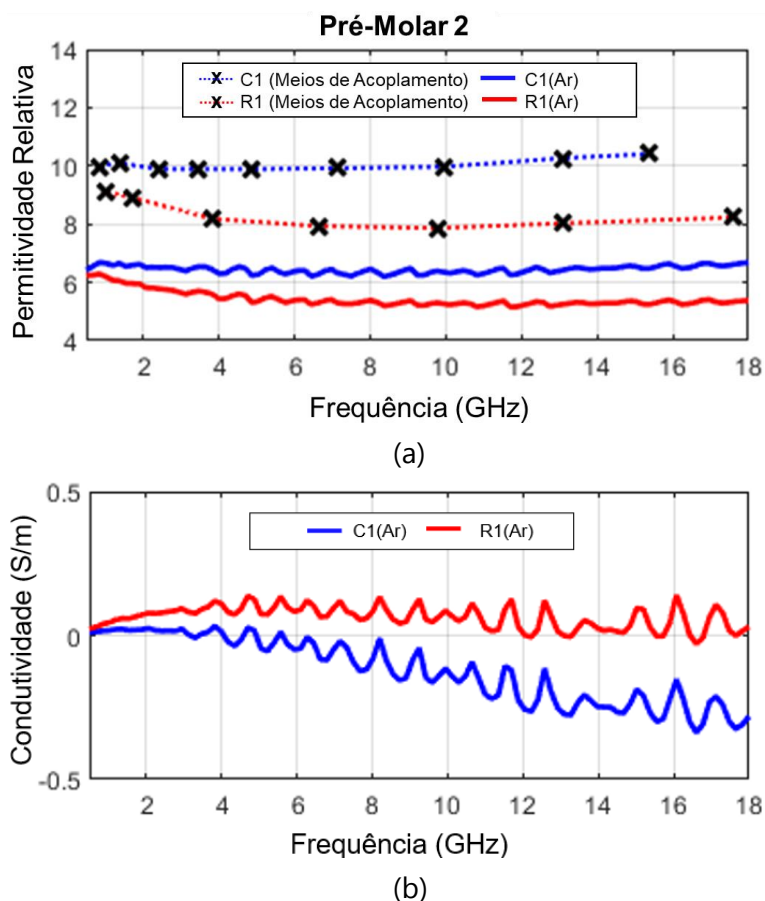 Pré-Molar 2
14
12
10
8
6
4
Permitividade Relativa
C1 (Meios de Acoplamento) C1(Ar)
R1 (Meios de Acoplamento) R1(Ar)
2 4 6 8 10 12 14 16 18
Frequência (GHz)
(a)
0.5
0
-0.5
Condutividade (S/m)
C1(Ar) R1(Ar)
2 4 6 8 10 12 14 16 18
Frequência (GHz)
(b)